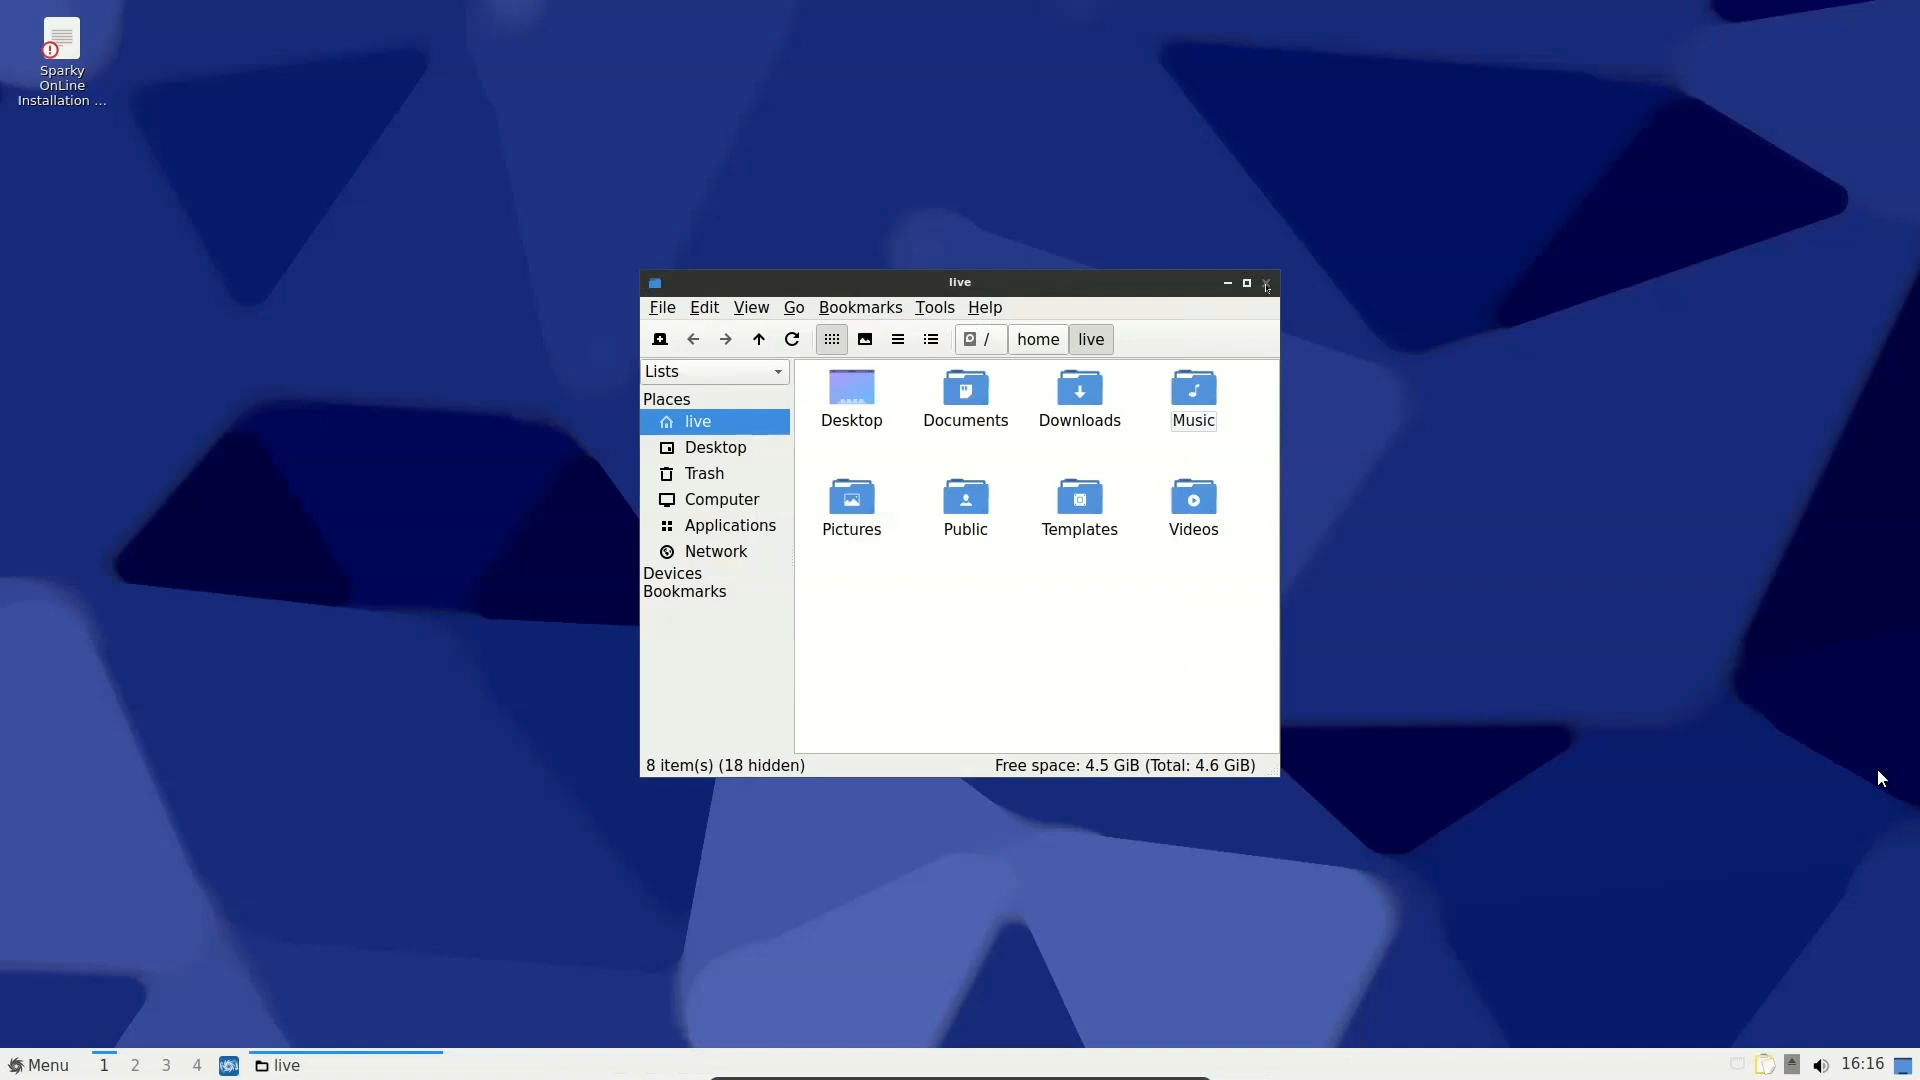 Sparky
OnLine
Installation ...
live
File Edit View Go Bookmarks Tools Help
/ home live
Lists
Places
live
Desktop
Trash
Computer
Applications
Network
Devices
Bookmarks
Desktop Documents Downloads Music
Pictures Public Templates Videos
8 item(s) (18 hidden) Free space: 4.5 GiB (Total: 4.6 GiB)
Menu 1 2 3 4 live 16:16